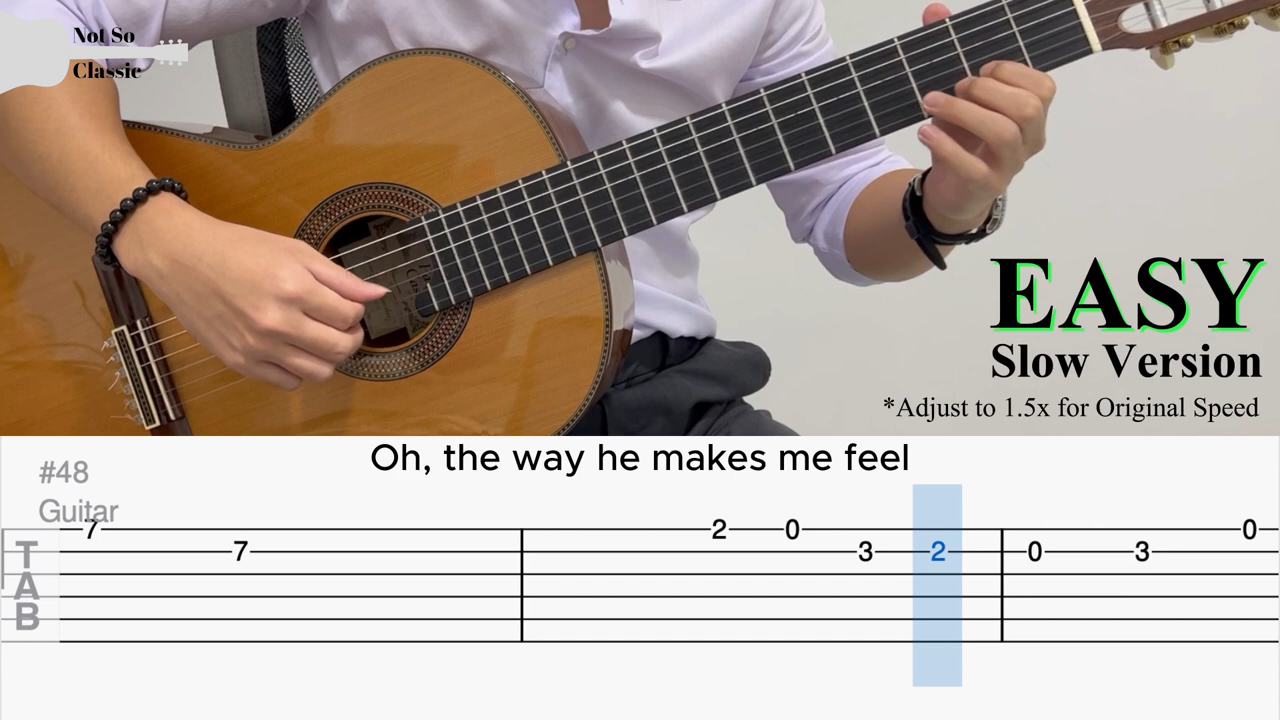 Not So
Classic
EASY
Slow Version
*Adjust to 1.5x for Original Speed
Oh, the way he makes me feel
#48
Guitar
7 2 0 0
T 7 3 2 0 3
A
B